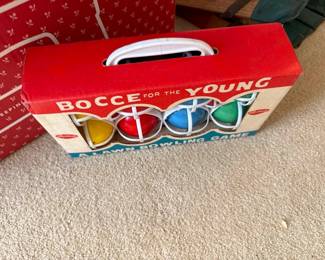 BOCCE FOR THE YOUNG
A LAWN BOWLING GAME